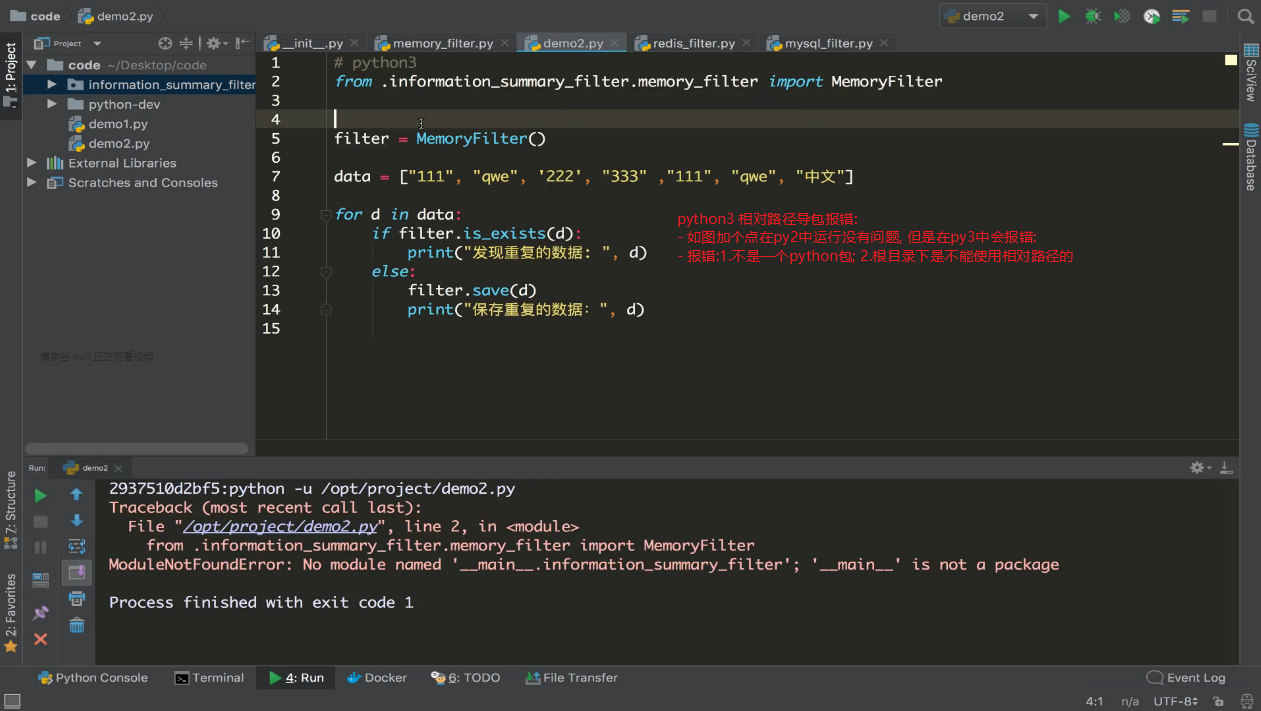 code demo2.py
demo2
1: Project
Project
__init__.py
memory_filter.py
demo2.py
redis_filter.py
mysql_filter.py
code ~/Desktop/code
information_summary_filter
python-dev
demo1.py
demo2.py
External Libraries
Scratches and Consoles
博学谷 null 正在观看视频
1 # python3
2 from .information_summary_filter.memory_filter import MemoryFilter
3
4
5 filter = MemoryFilter()
6
7 data = ["111", "qwe", '222', "333" ,"111", "qwe", "中文"]
8
9 for d in data:
10 if filter.is_exists(d):
11 print("发现重复的数据: ", d)
12 else:
13 filter.save(d)
14 print("保存重复的数据: ", d)
15
python3 相对路径导包报错:
- 如图加个点在py2中运行没有问题, 但是在py3中会报错:
- 报错:1.不是一个python包; 2.根目录下是不能使用相对路径的
SciView
Database
Run: demo2
2937510d2bf5:python -u /opt/project/demo2.py
Traceback (most recent call last):
File "/opt/project/demo2.py", line 2, in <module>
from .information_summary_filter.memory_filter import MemoryFilter
ModuleNotFoundError: No module named '__main__.information_summary_filter'; '__main__' is not a package
Process finished with exit code 1
Z: Structure
2: Favorites
Python Console
Terminal
4: Run
Docker
6: TODO
File Transfer
Event Log
4:1 n/a UTF-8